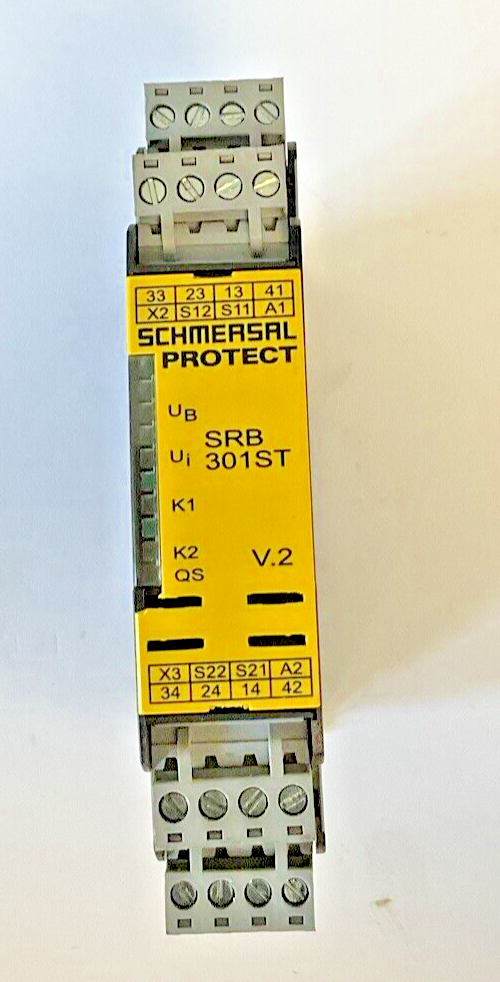 33 23 13 41
X2 S12 S11 A1
SCHMERSAL
PROTECT
UB
SRB
Ui 301ST
K1
K2 V.2
QS
X3 S22 S21 A2
34 24 14 42